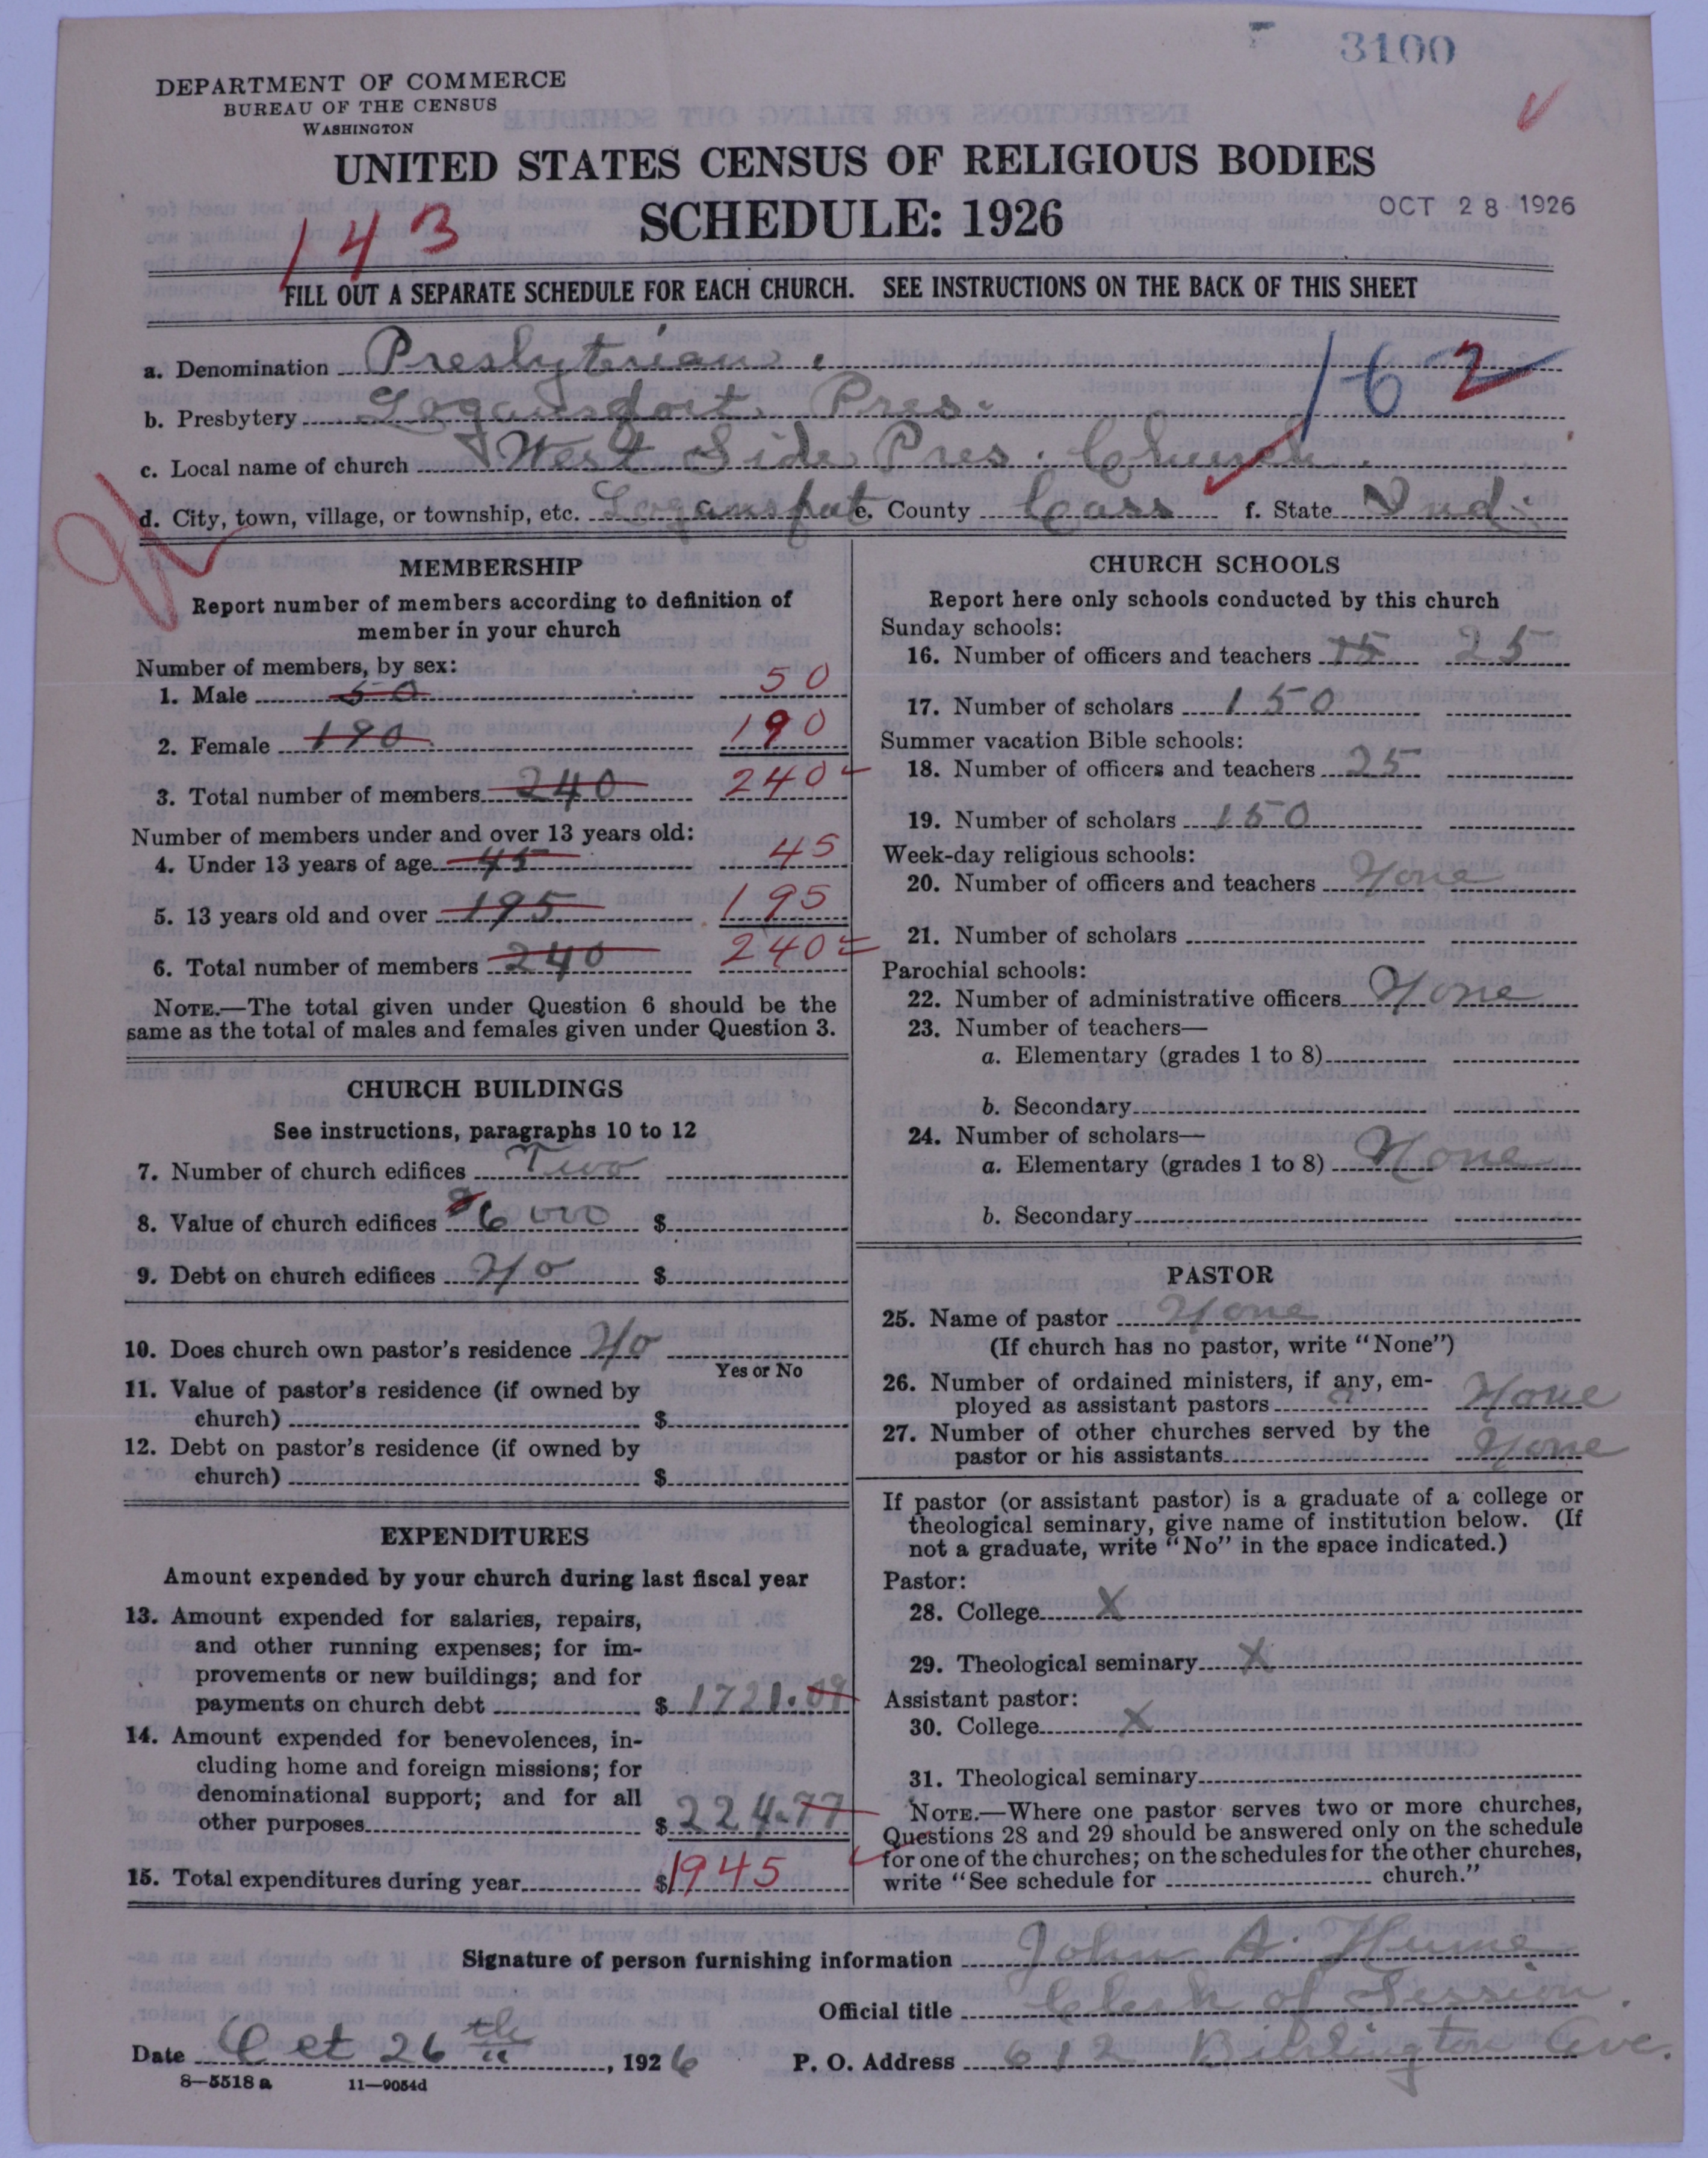 3100
DEPARTMENT OF COMMERCE
BUREAU OF THE CENSUS
WASHINGTON
UNITED STATES CENSUS OF RELIGIOUS BODIES
SCHEDULE: 1926
OCT 28 1926
143
FILL OUT A SEPARATE SCHEDULE FOR EACH CHURCH. SEE INSTRUCTIONS ON THE BACK OF THIS SHEET
a. Denomination Presbyterian
162
b. Presbytery Logansport Pres.
c. Local name of church West Side Pres. Church
d. City, town, village, or township, etc. Logansport e. County Cass f. State Ind.
MEMBERSHIP
Report number of members according to definition of
member in your church
Number of members, by sex:
1. Male 50 50
2. Female 190 190
3. Total number of members 240 240
Number of members under and over 13 years old:
4. Under 13 years of age 45 45
5. 13 years old and over 195 195
6. Total number of members 240 240
NOTE.—The total given under Question 6 should be the
same as the total of males and females given under Question 3.
CHURCH BUILDINGS
See instructions, paragraphs 10 to 12
7. Number of church edifices Two
8. Value of church edifices 6000 $
9. Debt on church edifices No $
10. Does church own pastor's residence No
Yes or No
11. Value of pastor's residence (if owned by
church) $
12. Debt on pastor's residence (if owned by
church) $
EXPENDITURES
Amount expended by your church during last fiscal year
13. Amount expended for salaries, repairs,
and other running expenses; for im-
provements or new buildings; and for
payments on church debt $ 1721.09
14. Amount expended for benevolences, in-
cluding home and foreign missions; for
denominational support; and for all
other purposes $ 224.77
15. Total expenditures during year $ 1945
CHURCH SCHOOLS
Report here only schools conducted by this church
Sunday schools:
16. Number of officers and teachers 25
17. Number of scholars 150
Summer vacation Bible schools:
18. Number of officers and teachers 25
19. Number of scholars 150
Week-day religious schools:
20. Number of officers and teachers None
21. Number of scholars
Parochial schools:
22. Number of administrative officers None
23. Number of teachers—
a. Elementary (grades 1 to 8)
b. Secondary
24. Number of scholars—
a. Elementary (grades 1 to 8) None
b. Secondary
PASTOR
25. Name of pastor None
(If church has no pastor, write "None")
26. Number of ordained ministers, if any, em-
ployed as assistant pastors None
27. Number of other churches served by the
pastor or his assistants None
If pastor (or assistant pastor) is a graduate of a college or
theological seminary, give name of institution below. (If
not a graduate, write "No" in the space indicated.)
Pastor:
28. College X
29. Theological seminary X
Assistant pastor:
30. College X
31. Theological seminary
NOTE.—Where one pastor serves two or more churches,
Questions 28 and 29 should be answered only on the schedule
for one of the churches; on the schedules for the other churches,
write "See schedule for church."
Signature of person furnishing information John A. Hume
Official title Clerk of Session.
Date Oct 26th, 1926 P. O. Address 612 Ave.
8—5518 a 11—9054d